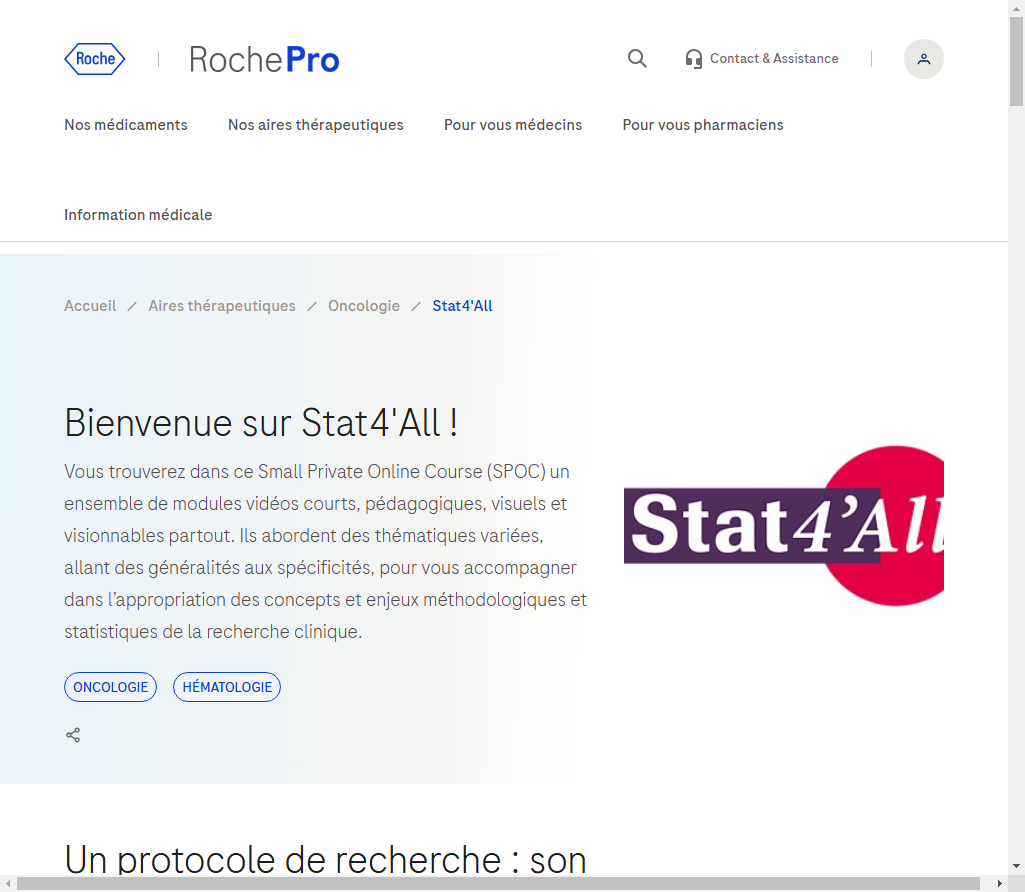 Roche
RochePro
Contact & Assistance
Nos médicaments
Nos aires thérapeutiques
Pour vous médecins
Pour vous pharmaciens
Information médicale
Accueil / Aires thérapeutiques / Oncologie / Stat4'All
Bienvenue sur Stat4'All !
Vous trouverez dans ce Small Private Online Course (SPOC) un
ensemble de modules vidéos courts, pédagogiques, visuels et
visionnables partout. Ils abordent des thématiques variées,
allant des généralités aux spécificités, pour vous accompagner
dans l’appropriation des concepts et enjeux méthodologiques et
statistiques de la recherche clinique.
Stat4’All
ONCOLOGIE
HÉMATOLOGIE
Un protocole de recherche : son